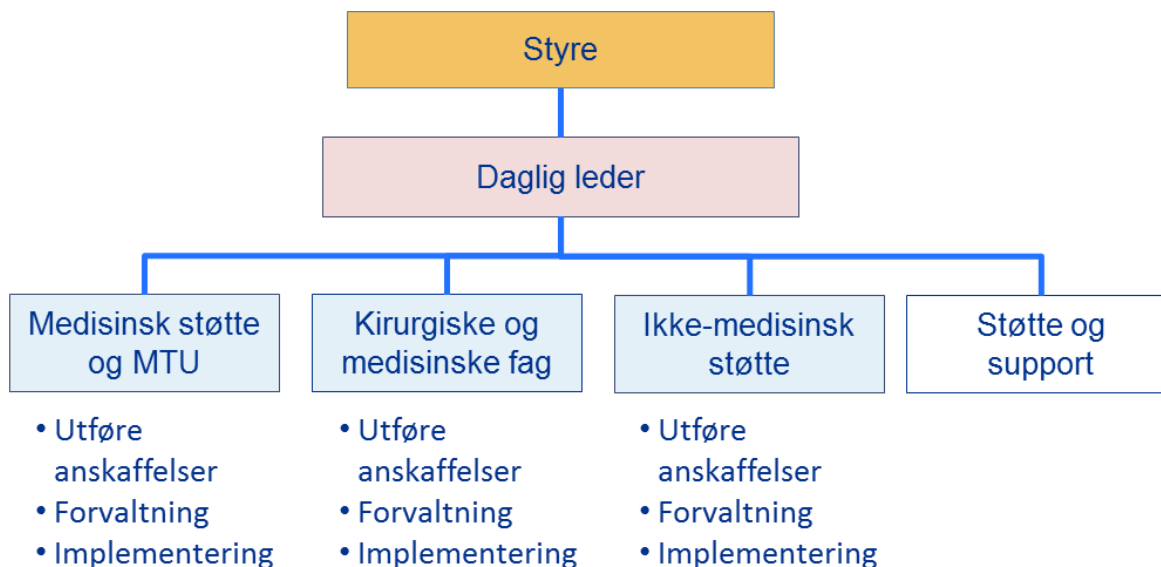 Styre
Daglig leder
Medisinsk støtte
og MTU
Kirurgiske og
medisinske fag
Ikke-medisinsk
støtte
Støtte og
support
• Utføre
anskaffelser
• Forvaltning
• Implementering
• Utføre
anskaffelser
• Forvaltning
• Implementering
• Utføre
anskaffelser
• Forvaltning
• Implementering